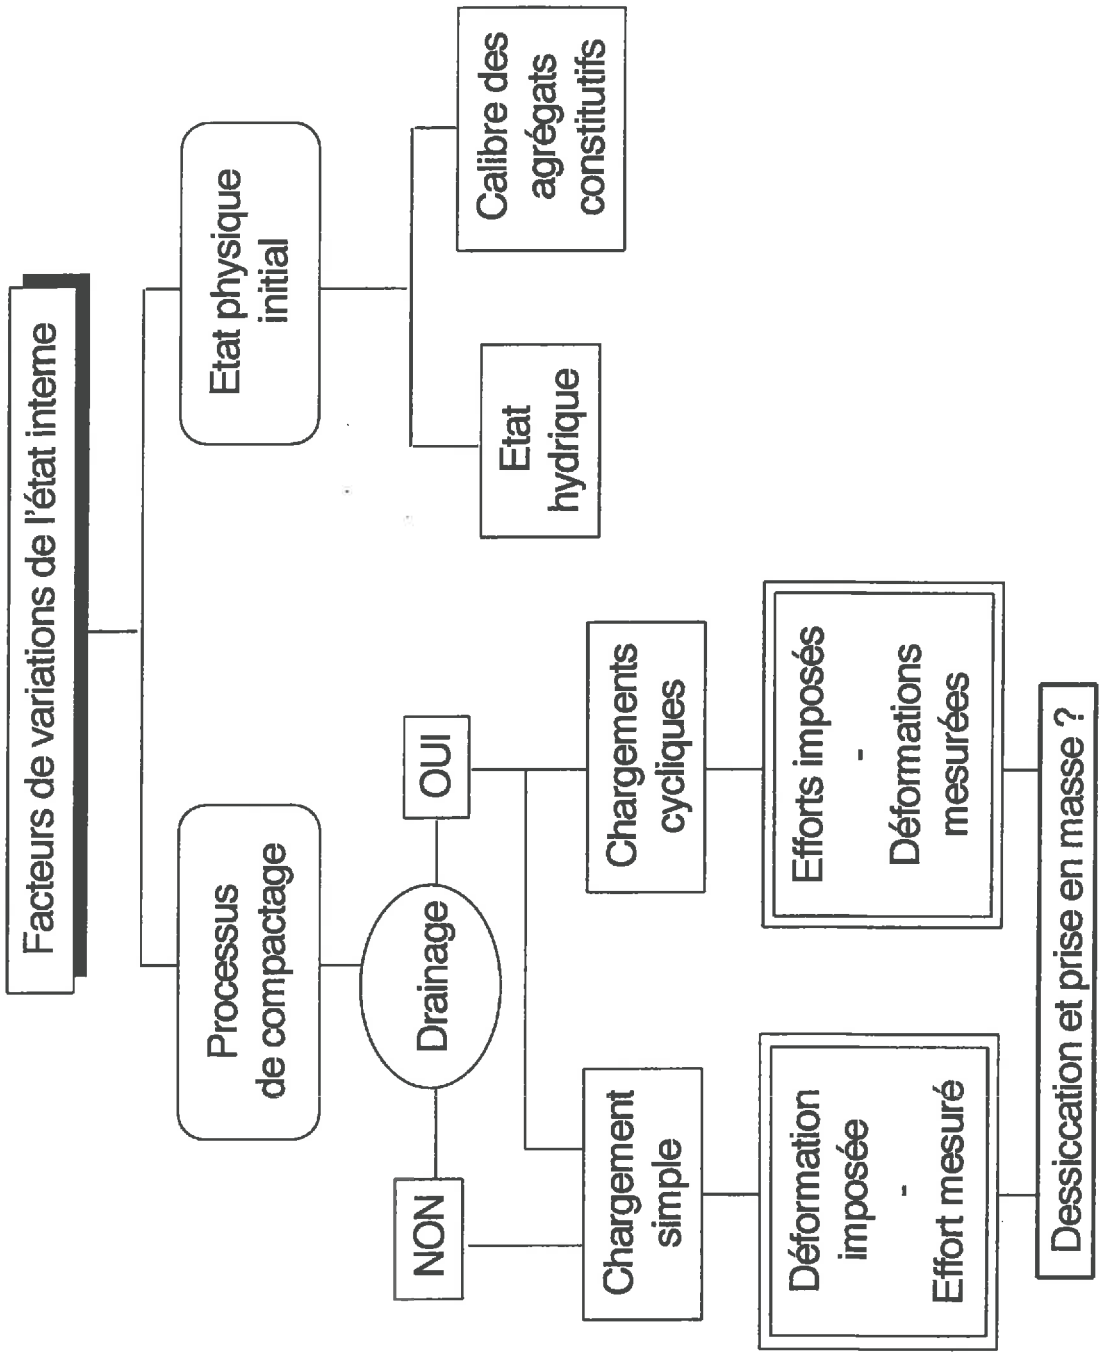 Facteurs de variations de l'état interne
Processus
de compactage
Etat physique
initial
Drainage
NON
OUI
Etat
hydrique
Calibre des
agrégats
constitutifs
Chargement
simple
Chargements
cycliques
Déformation
imposée
-
Effort mesuré
Efforts imposés
-
Déformations
mesurées
Dessiccation et prise en masse ?